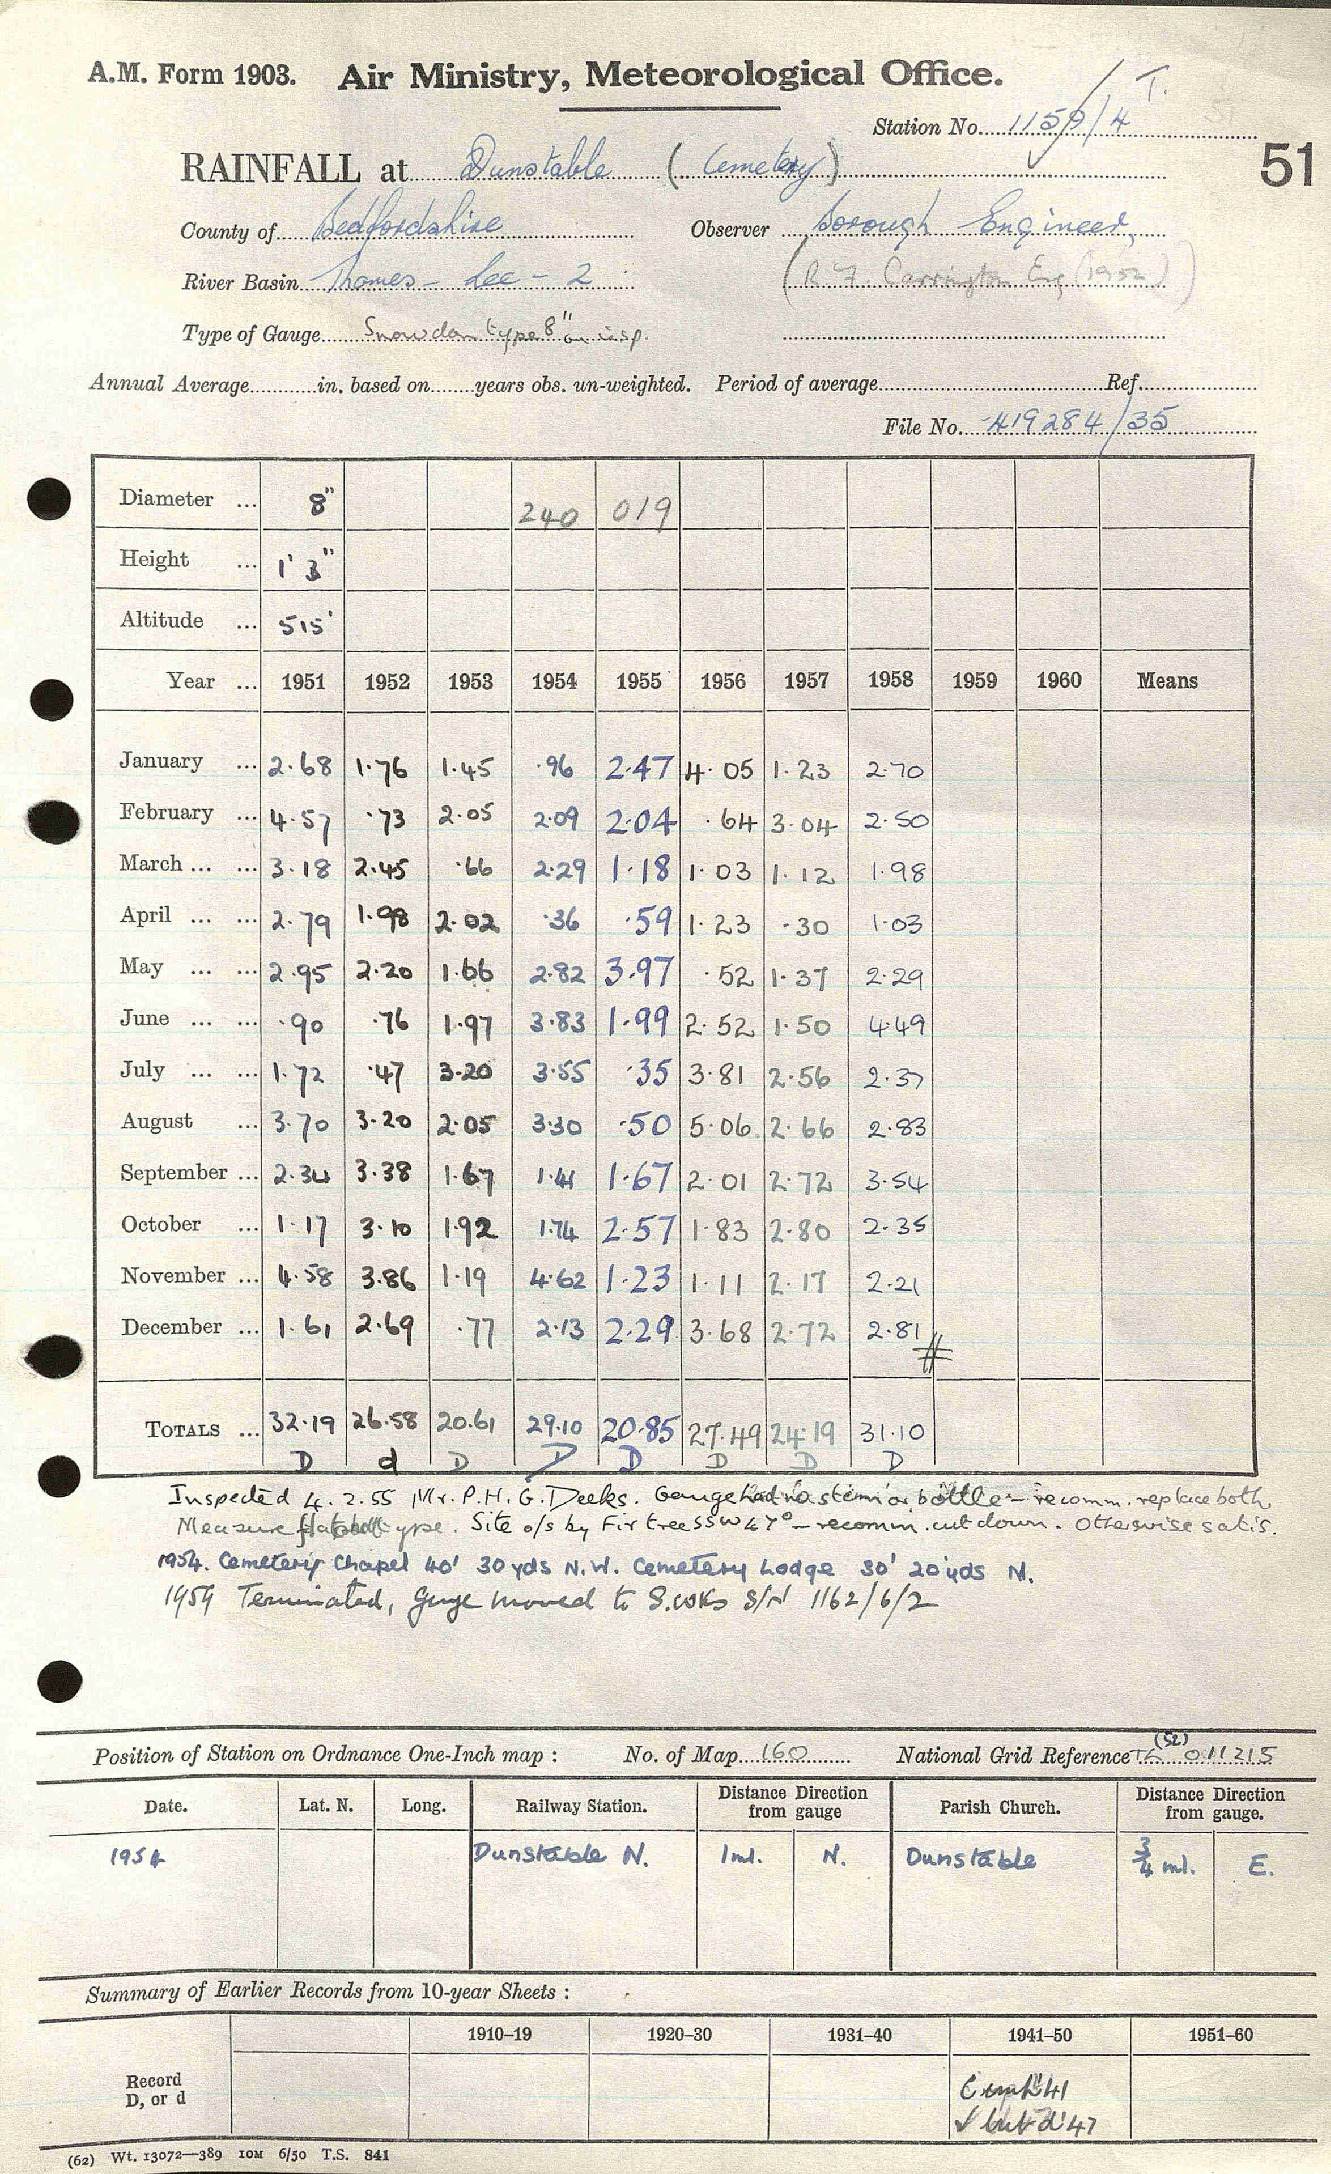 A.M. Form 1903. Air Ministry, Meteorological Office.
T.
Station No. 1159/4
51
RAINFALL at Dunstable (Cemetery)
County of Bedfordshire Observer Borough Engineer,
River Basin Thames - Lee - 2 (R. F. Carrington Eng (1952))
Type of Gauge Snowdon type 8" on insp.
Annual Average in. based on years obs. un-weighted. Period of average Ref.
File No. 419284/35
Diameter ... 8" 240 019
Height ... 1' 3"
Altitude ... 515'
Year ... 1951 1952 1953 1954 1955 1956 1957 1958 1959 1960 Means
January ... 2.68 1.76 1.45 .96 2.47 4.05 1.23 2.70
February ... 4.57 .73 2.05 2.09 2.04 .64 3.04 2.50
March ... ... 3.18 2.45 .66 2.29 1.18 1.03 1.12 1.98
April ... ... 2.79 1.98 2.02 .36 .59 1.23 .30 1.03
May ... ... 2.95 2.20 1.66 2.82 3.97 .52 1.37 2.29
June ... ... .90 .76 1.97 3.83 1.99 2.52 1.50 4.49
July ... ... 1.72 .47 3.20 3.55 .35 3.81 2.56 2.37
August ... 3.70 3.20 2.05 3.30 .50 5.06 2.66 2.83
September ... 2.34 3.38 1.67 1.41 1.67 2.01 2.72 3.54
October ... 1.17 3.10 1.92 1.74 2.57 1.83 2.80 2.35
November ... 4.58 3.86 1.19 4.62 1.23 1.11 2.17 2.21
December ... 1.61 2.69 .77 2.13 2.29 3.68 2.72 2.81
TOTALS ... 32.19 26.58 20.61 29.10 20.85 27.49 24.19 31.10
D d D D D D D D
Inspected 4.2.55 Mr. P.H.G. Deeks. Gauge had no stem or bottle - recomm. replace both.
Measure flat type. Site o/s by Fir tree SSW 47° - recomm. cut down. Otherwise satis.
1954. Cemetery Chapel 40' 30 yds N.W. Cemetery Lodge 30' 20 yds N.
1959 Terminated, Gauge moved to S.Wks S/N 1162/6/2
Position of Station on Ordnance One-Inch map : No. of Map 160 National Grid Reference TL (52) 011215
Date. Lat. N. Long. Railway Station. Distance Direction from gauge Parish Church. Distance Direction from gauge.
1954 Dunstable N. 1ml. N. Dunstable 3/4 ml. E.
Summary of Earlier Records from 10-year Sheets :
1910–19 1920–30 1931–40 1941–50 1951–60
Record
D, or d
'41
but d '47
(62) Wt. 13072—389 10M 6/50 T.S. 841